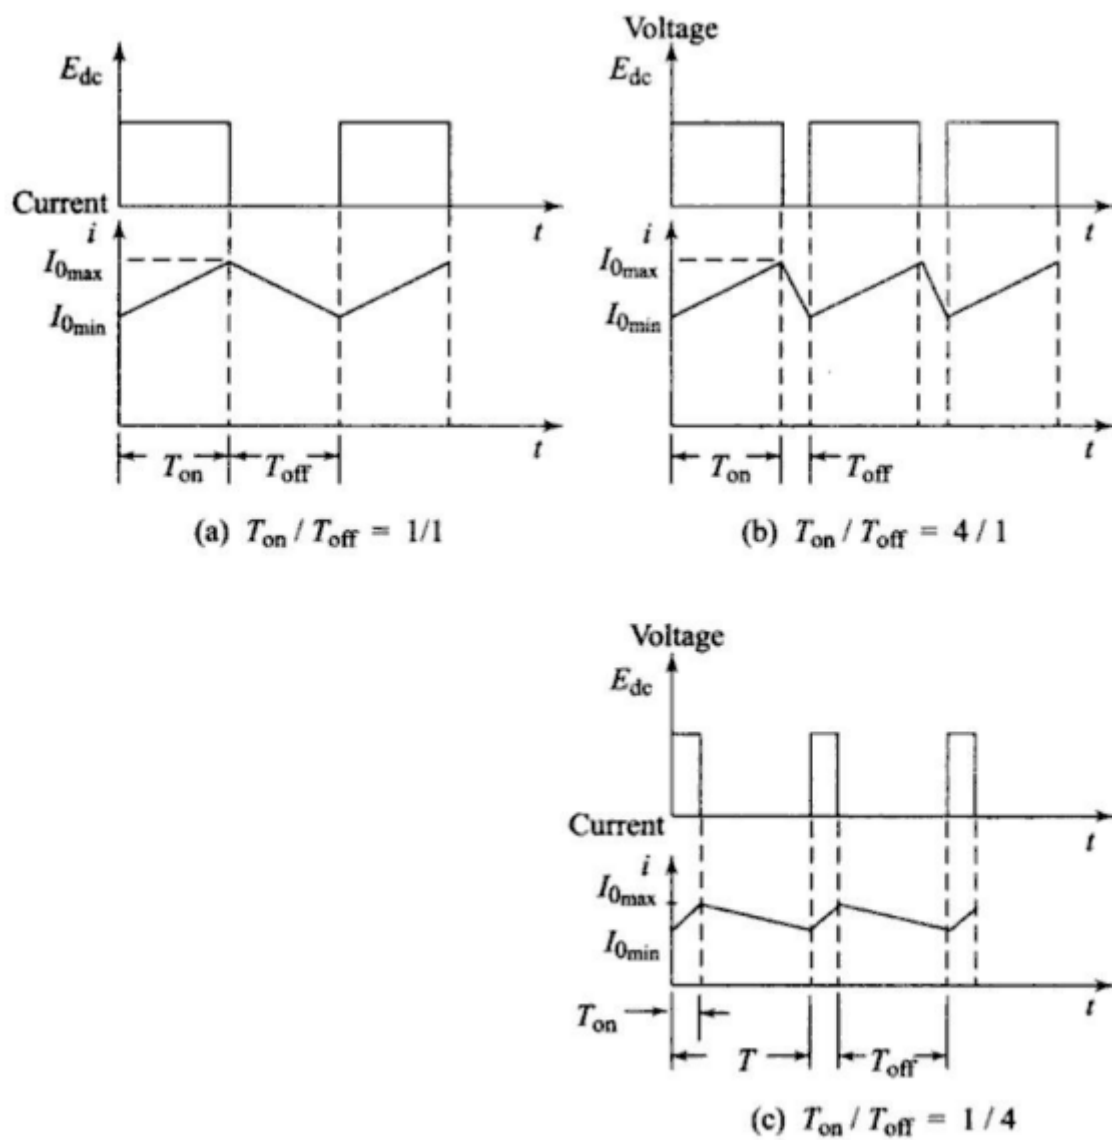 E_dc
Current
i
I_0max
I_0min
t
t
T_on
T_off
(a) T_on / T_off = 1/1
Voltage
E_dc
i
I_0max
I_0min
t
t
T_on
T_off
(b) T_on / T_off = 4 / 1
Voltage
E_dc
Current
i
I_0max
I_0min
t
t
T_on
T
T_off
(c) T_on / T_off = 1 / 4